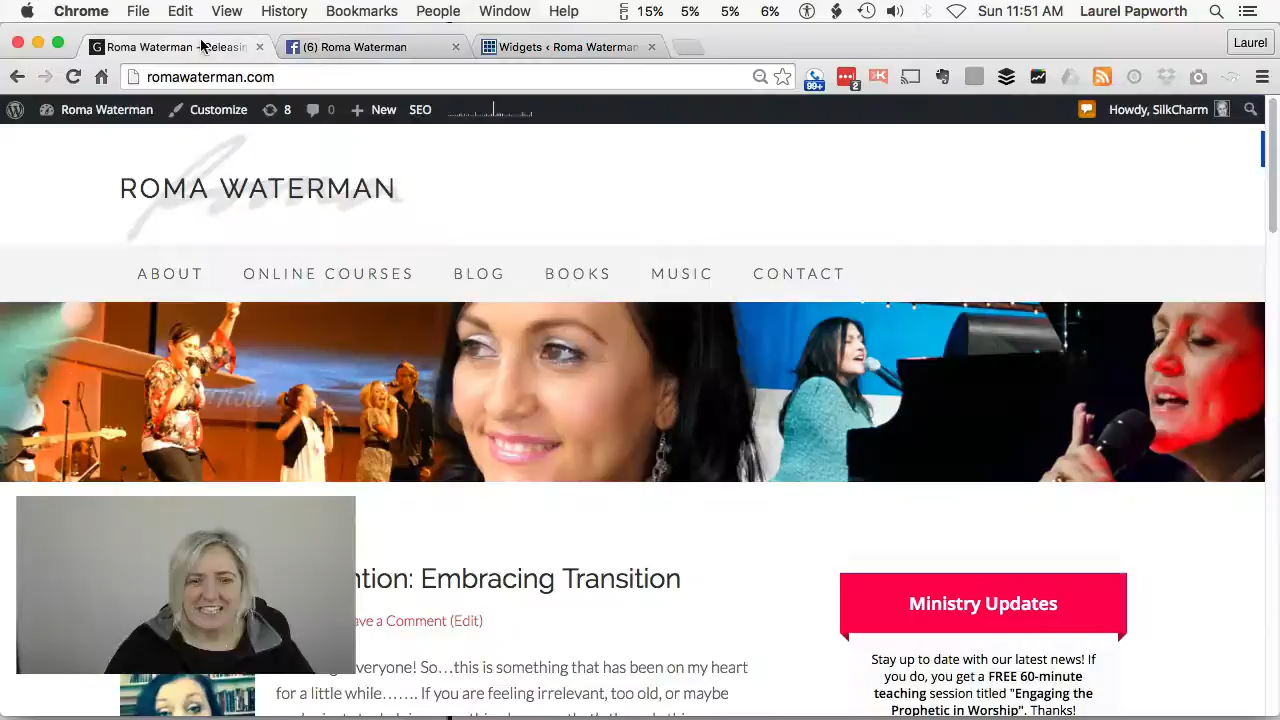 Chrome File Edit View History Bookmarks People Window Help 15% 5% 5% 6% Sun 11:51 AM Laurel Papworth
Roma Waterman - Releasin (6) Roma Waterman Widgets ‹ Roma Waterman Laurel
romawaterman.com 99+ 2
Roma Waterman Customize 8 0 New SEO Howdy, SilkCharm
ROMA WATERMAN
ABOUT ONLINE COURSES BLOG BOOKS MUSIC CONTACT
ntion: Embracing Transition
ave a Comment (Edit)
everyone! So…this is something that has been on my heart
for a little while……. If you are feeling irrelevant, too old, or maybe
Ministry Updates
Stay up to date with our latest news! If
you do, you get a FREE 60-minute
teaching session titled "Engaging the
Prophetic in Worship". Thanks!